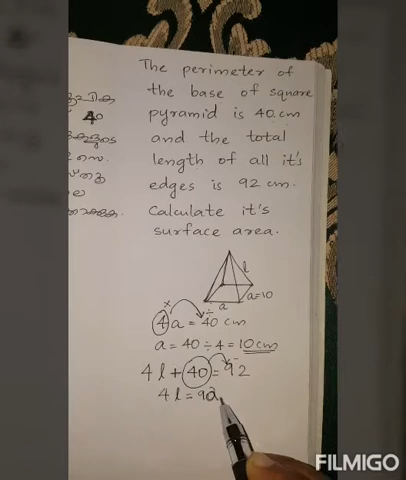 The perimeter of
the base of square
pyramid is 40 cm
and the total
length of all it's
edges is 92 cm.
Calculate it's
surface area.
40
l
a=10
a
4a = 40 cm
a = 40 ÷ 4 = 10 cm
4l + 40 = 92
4l = 92
FILMIGO